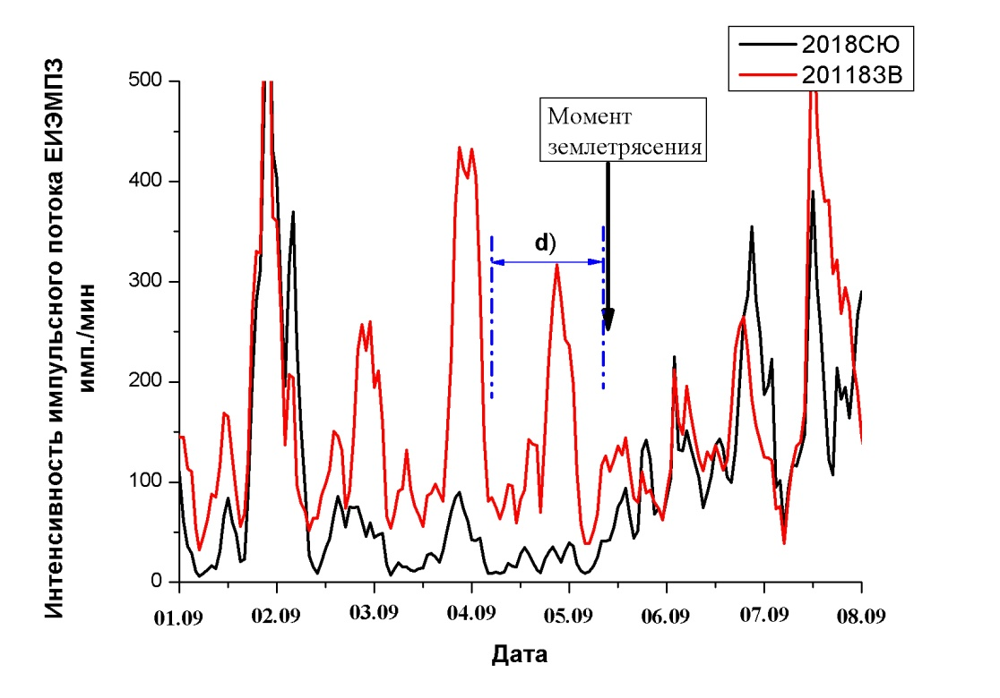 2018СЮ
201183В
Момент
землетрясения
d)
Интенсивность импульсного потока ЕИЭМПЗ
имп./мин
500
400
300
200
100
0
01.09 02.09 03.09 04.09 05.09 06.09 07.09 08.09
Дата